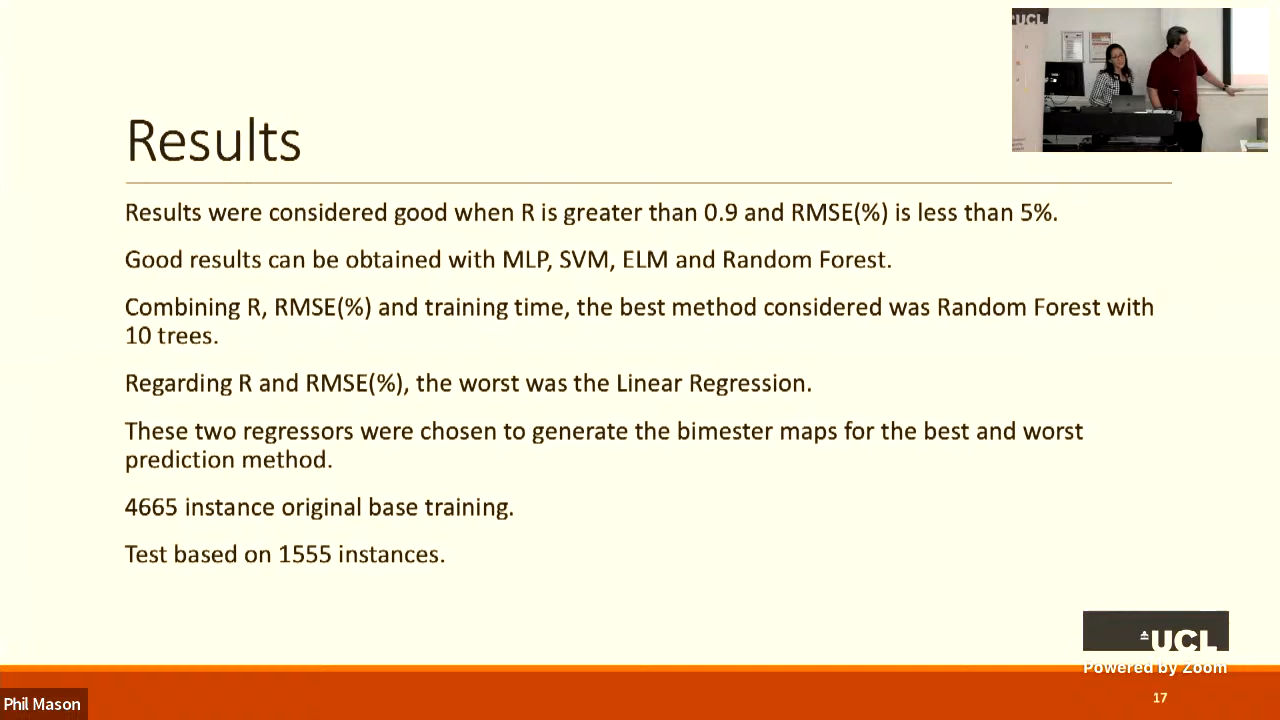 UCL
Results
Results were considered good when R is greater than 0.9 and RMSE(%) is less than 5%.
Good results can be obtained with MLP, SVM, ELM and Random Forest.
Combining R, RMSE(%) and training time, the best method considered was Random Forest with
10 trees.
Regarding R and RMSE(%), the worst was the Linear Regression.
These two regressors were chosen to generate the bimester maps for the best and worst
prediction method.
4665 instance original base training.
Test based on 1555 instances.
UCL
Powered by Zoom
Phil Mason
17